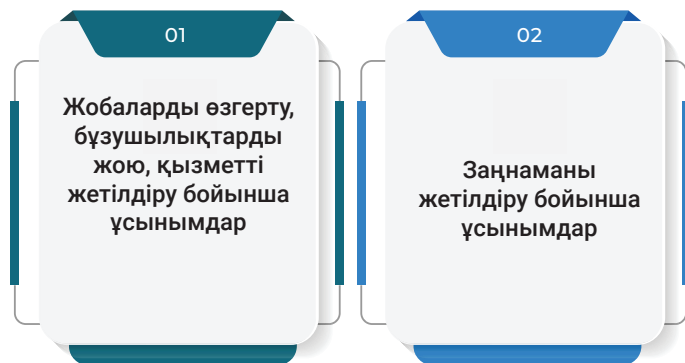 01
Жобаларды өзгерту,
бұзушылықтарды
жою, қызметті
жетілдіру бойынша
ұсынымдар
02
Заңнаманы
жетілдіру бойынша
ұсынымдар